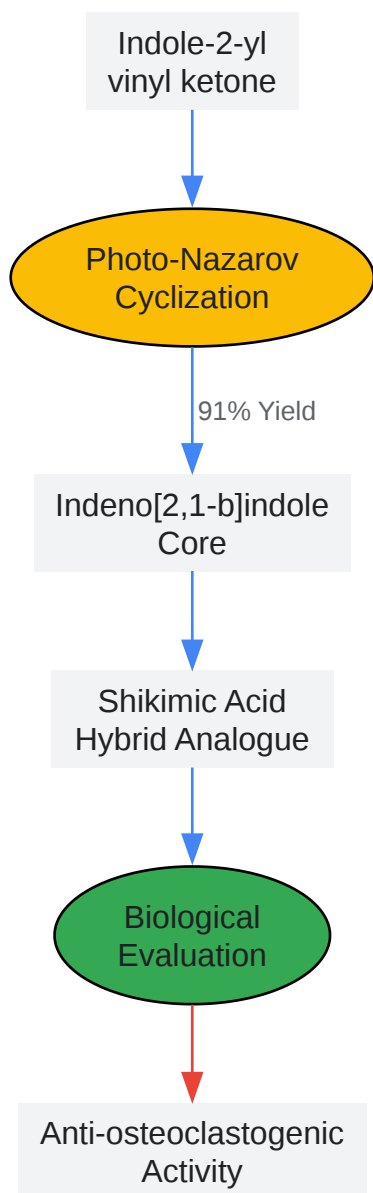 Indole-2-yl
vinyl ketone
Photo-Nazarov
Cyclization
91% Yield
Indeno[2,1-b]indole
Core
Shikimic Acid
Hybrid Analogue
Biological
Evaluation
Anti-osteoclastogenic
Activity